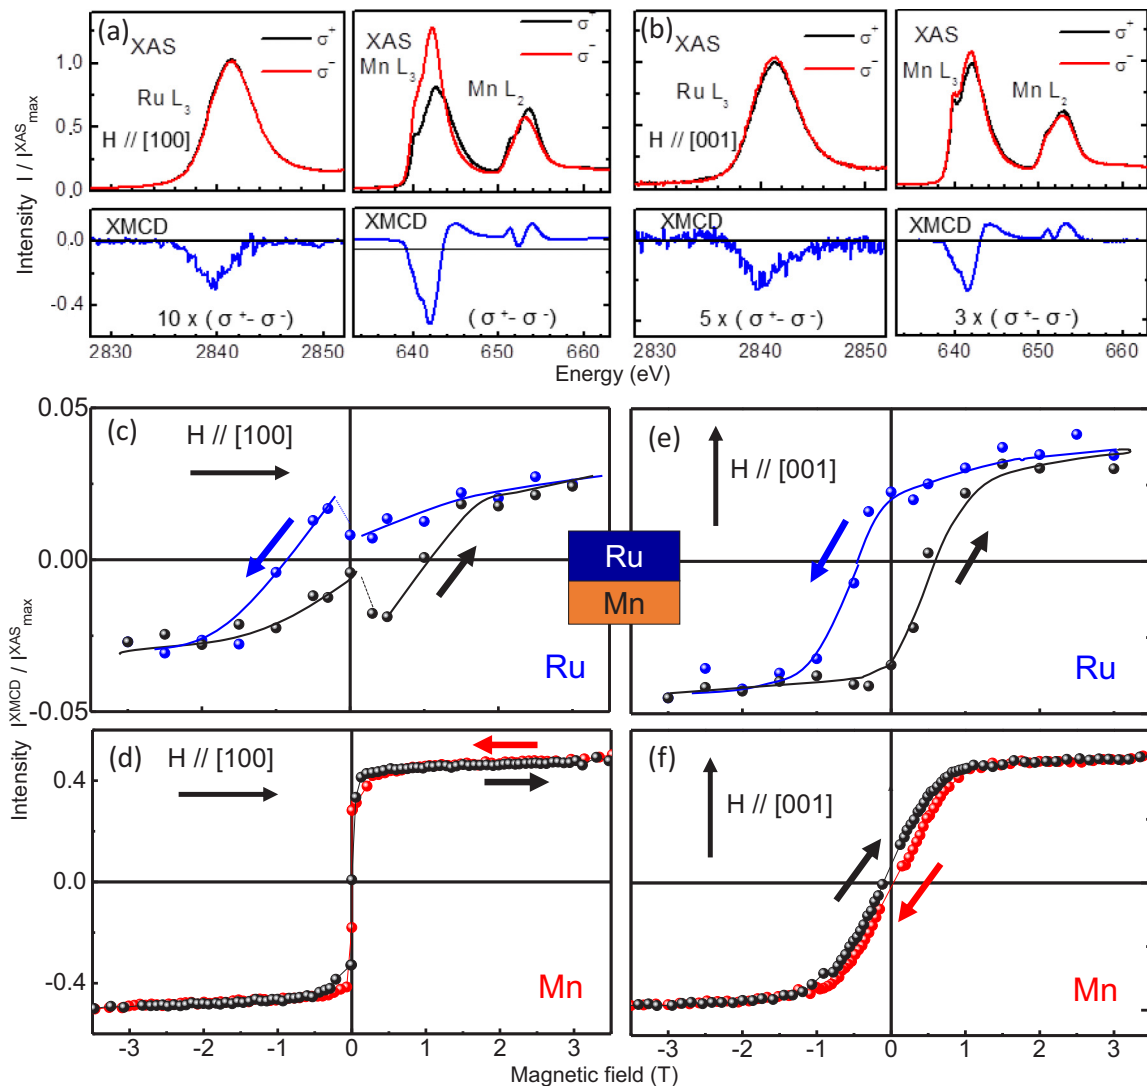 (a) XAS
σ⁺
σ⁻
Ru L₃
H // [100]
XAS
Mn L₃
σ⁻
Mn L₂
(b) XAS
σ⁺
σ⁻
Ru L₃
H // [001]
XAS
Mn L₃
σ⁺
σ⁻
Mn L₂
1,0
0.5
0.0
XMCD
10 x ( σ⁺- σ⁻)
XMCD
( σ⁺- σ⁻)
XMCD
5 x ( σ⁺- σ⁻)
XMCD
3 x ( σ⁺- σ⁻)
0.0
-0.4
Intensity I / I^XAS_max
2830 2840 2852 640 650 660 2830 2840 2852 640 650 660
Energy (eV)
(c) H // [100]
Ru
0.05
0.00
-0.05
(e) H // [001]
Ru
Ru
Mn
(d) H // [100]
Mn
0.4
0.0
-0.4
(f) H // [001]
Mn
Intensity I^XMCD / I^XAS_max
-3 -2 -1 0 1 2 3 -3 -2 -1 0 1 2 3
Magnetic field (T)